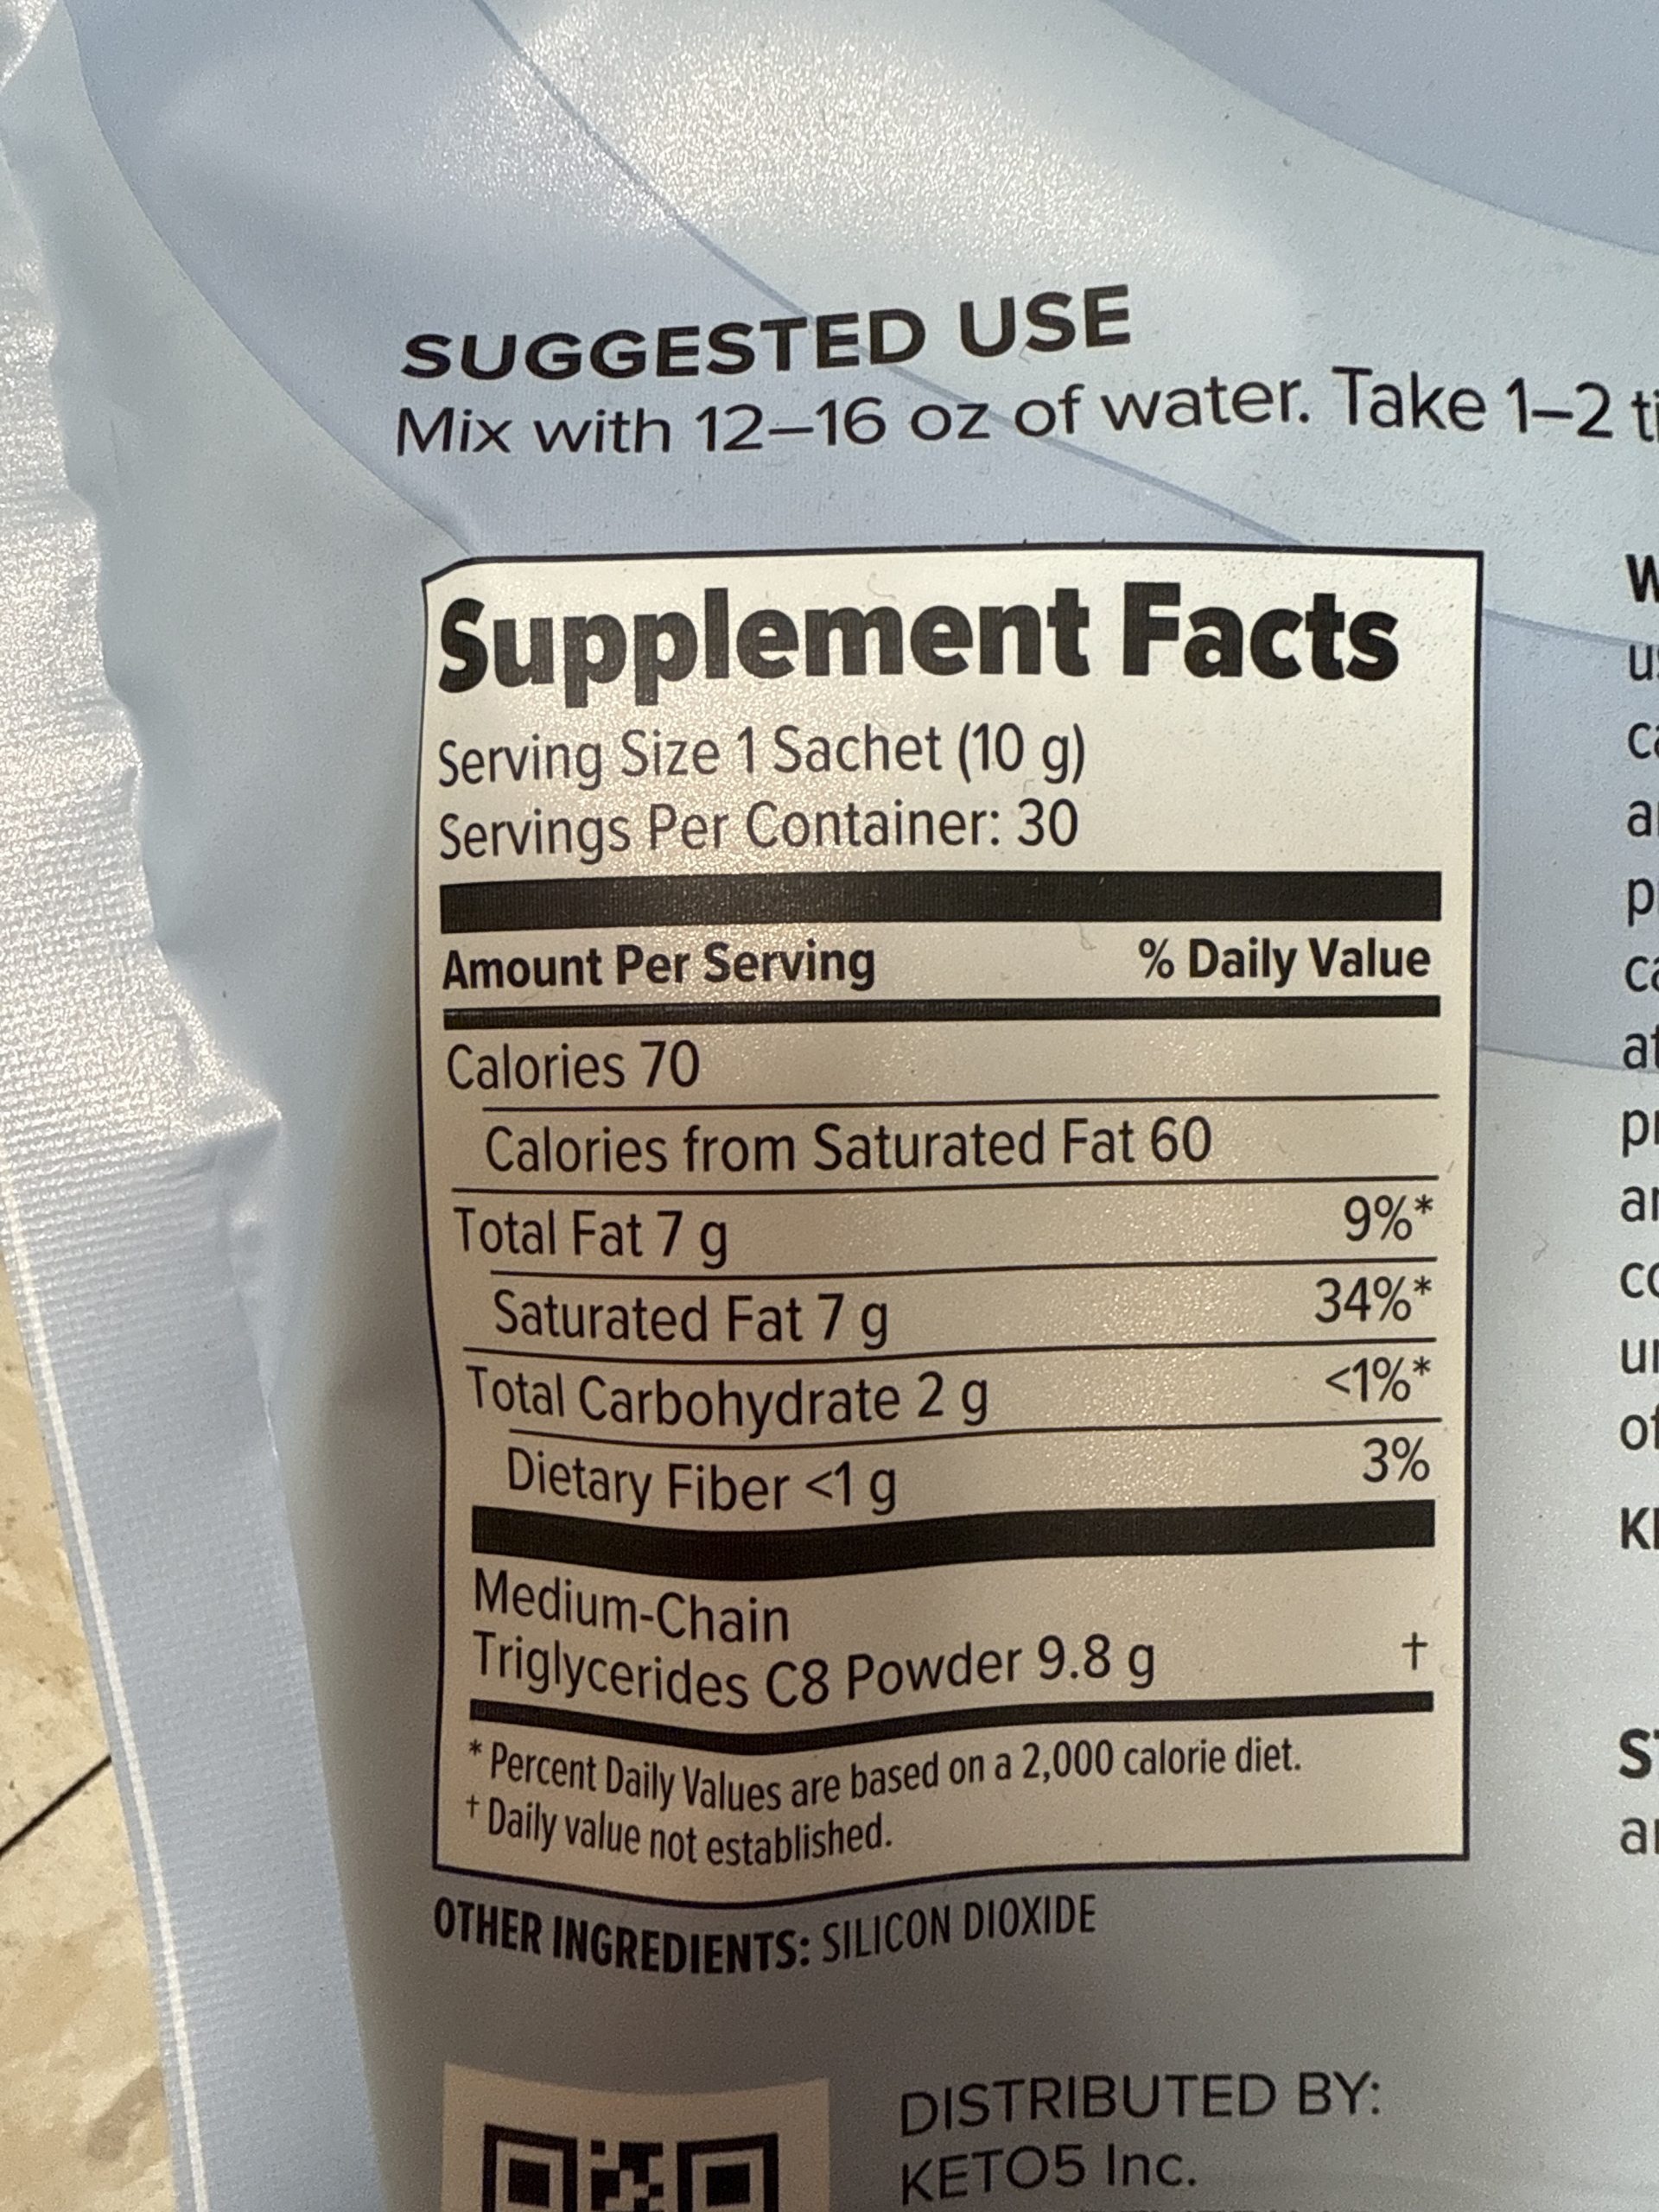 SUGGESTED USE
Mix with 12–16 oz of water. Take 1–2
Supplement Facts
Serving Size 1 Sachet (10 g)
Servings Per Container: 30
Amount Per Serving % Daily Value
Calories 70
Calories from Saturated Fat 60
Total Fat 7 g 9%*
Saturated Fat 7 g 34%*
Total Carbohydrate 2 g <1%*
Dietary Fiber <1 g 3%
Medium-Chain
Triglycerides C8 Powder 9.8 g †
* Percent Daily Values are based on a 2,000 calorie diet.
† Daily value not established.
OTHER INGREDIENTS: SILICON DIOXIDE
DISTRIBUTED BY:
KETO5 Inc.